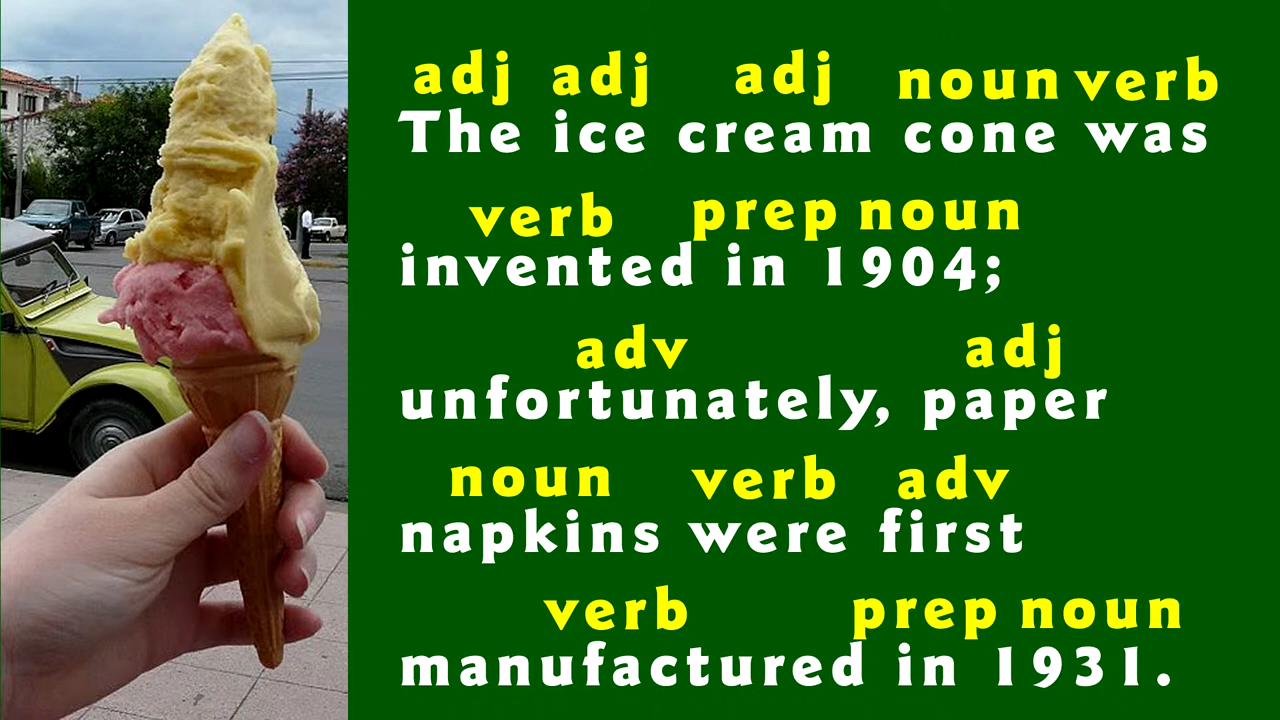 adj adj adj noun verb
The ice cream cone was
verb prep noun
invented in 1904;
adv adj
unfortunately, paper
noun verb adv
napkins were first
verb prep noun
manufactured in 1931.